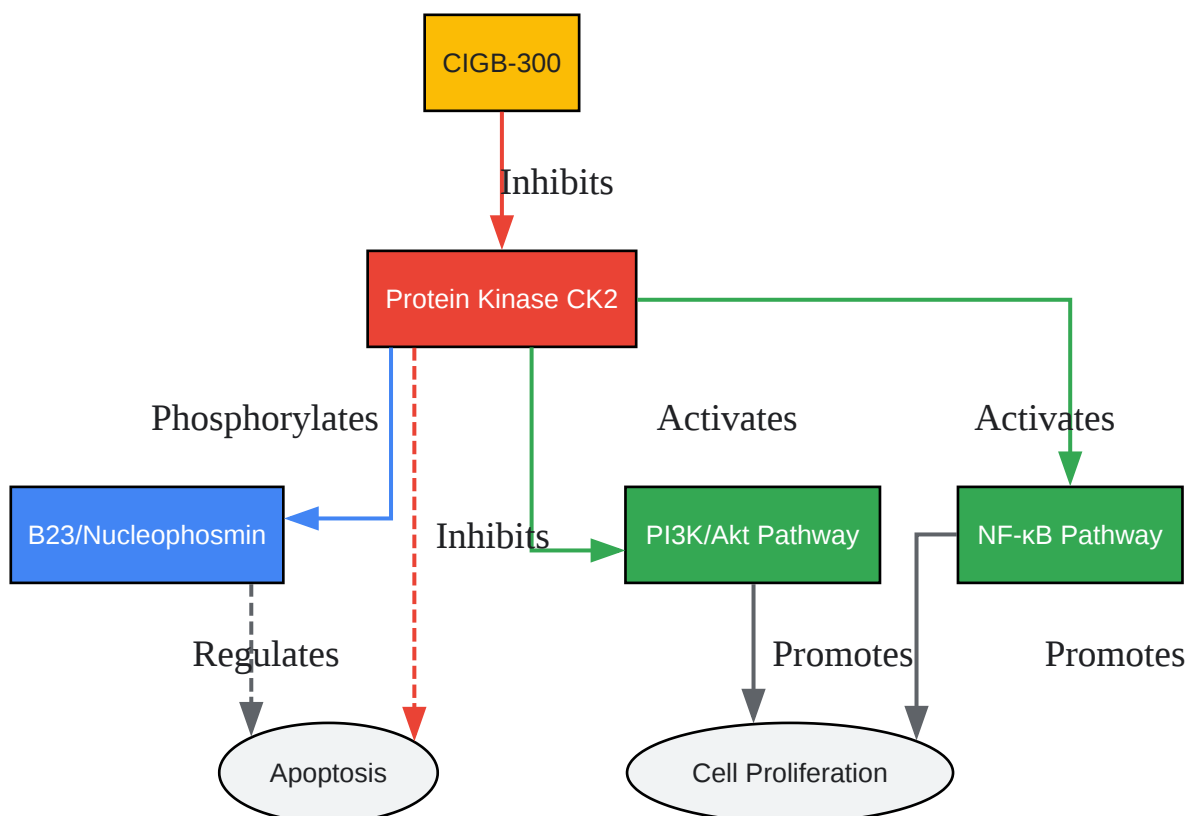 CIGB-300
Inhibits
Protein Kinase CK2
Phosphorylates
Activates
Activates
B23/Nucleophosmin
Inhibits
PI3K/Akt Pathway
NF-κB Pathway
Regulates
Promotes
Promotes
Apoptosis
Cell Proliferation